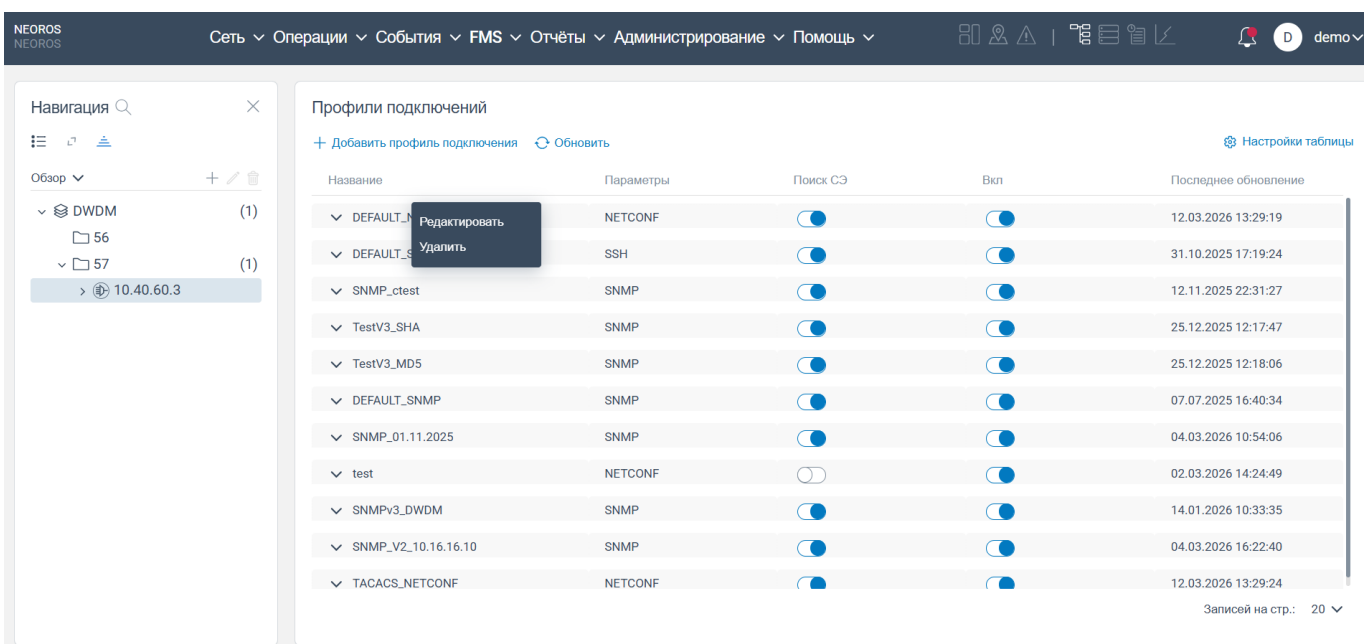 NEOROS
NEOROS
Сеть Операции События FMS Отчёты Администрирование Помощь
D demo
Навигация
Обзор
DWDM (1)
56
57 (1)
10.40.60.3
Профили подключений
Добавить профиль подключения Обновить Настройки таблицы
Название Параметры Поиск СЭ Вкл Последнее обновление
NETCONF 12.03.2026 13:29:19
Редактировать
Удалить
SSH 31.10.2025 17:19:24
SNMP_ctest SNMP 12.11.2025 22:31:27
TestV3_SHA SNMP 25.12.2025 12:17:47
TestV3_MD5 SNMP 25.12.2025 12:18:06
DEFAULT_SNMP SNMP 07.07.2025 16:40:34
SNMP_01.11.2025 SNMP 04.03.2026 10:54:06
test NETCONF 02.03.2026 14:24:49
SNMPv3_DWDM SNMP 14.01.2026 10:33:35
SNMP_V2_10.16.16.10 SNMP 04.03.2026 16:22:40
TACACS_NETCONF NETCONF 12.03.2026 13:29:24
Записей на стр.: 20